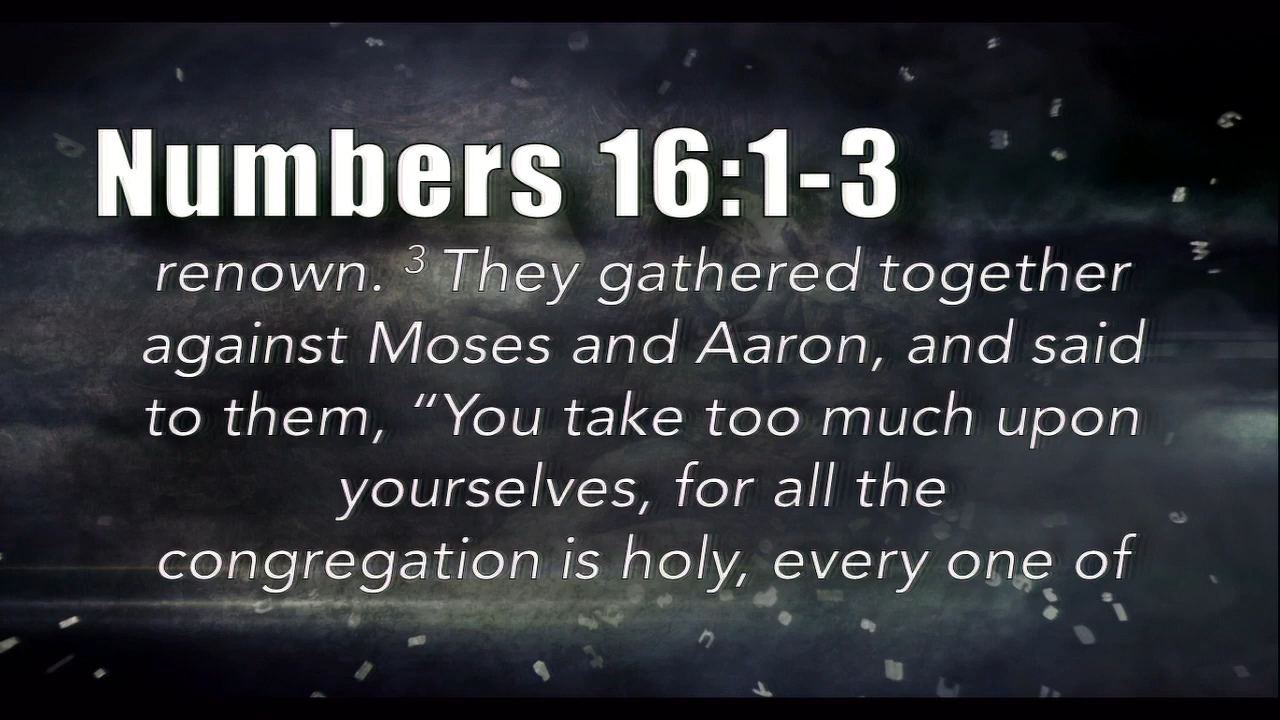 Numbers 16:1-3
renown. ³ They gathered together
against Moses and Aaron, and said
to them, “You take too much upon
yourselves, for all the
congregation is holy, every one of